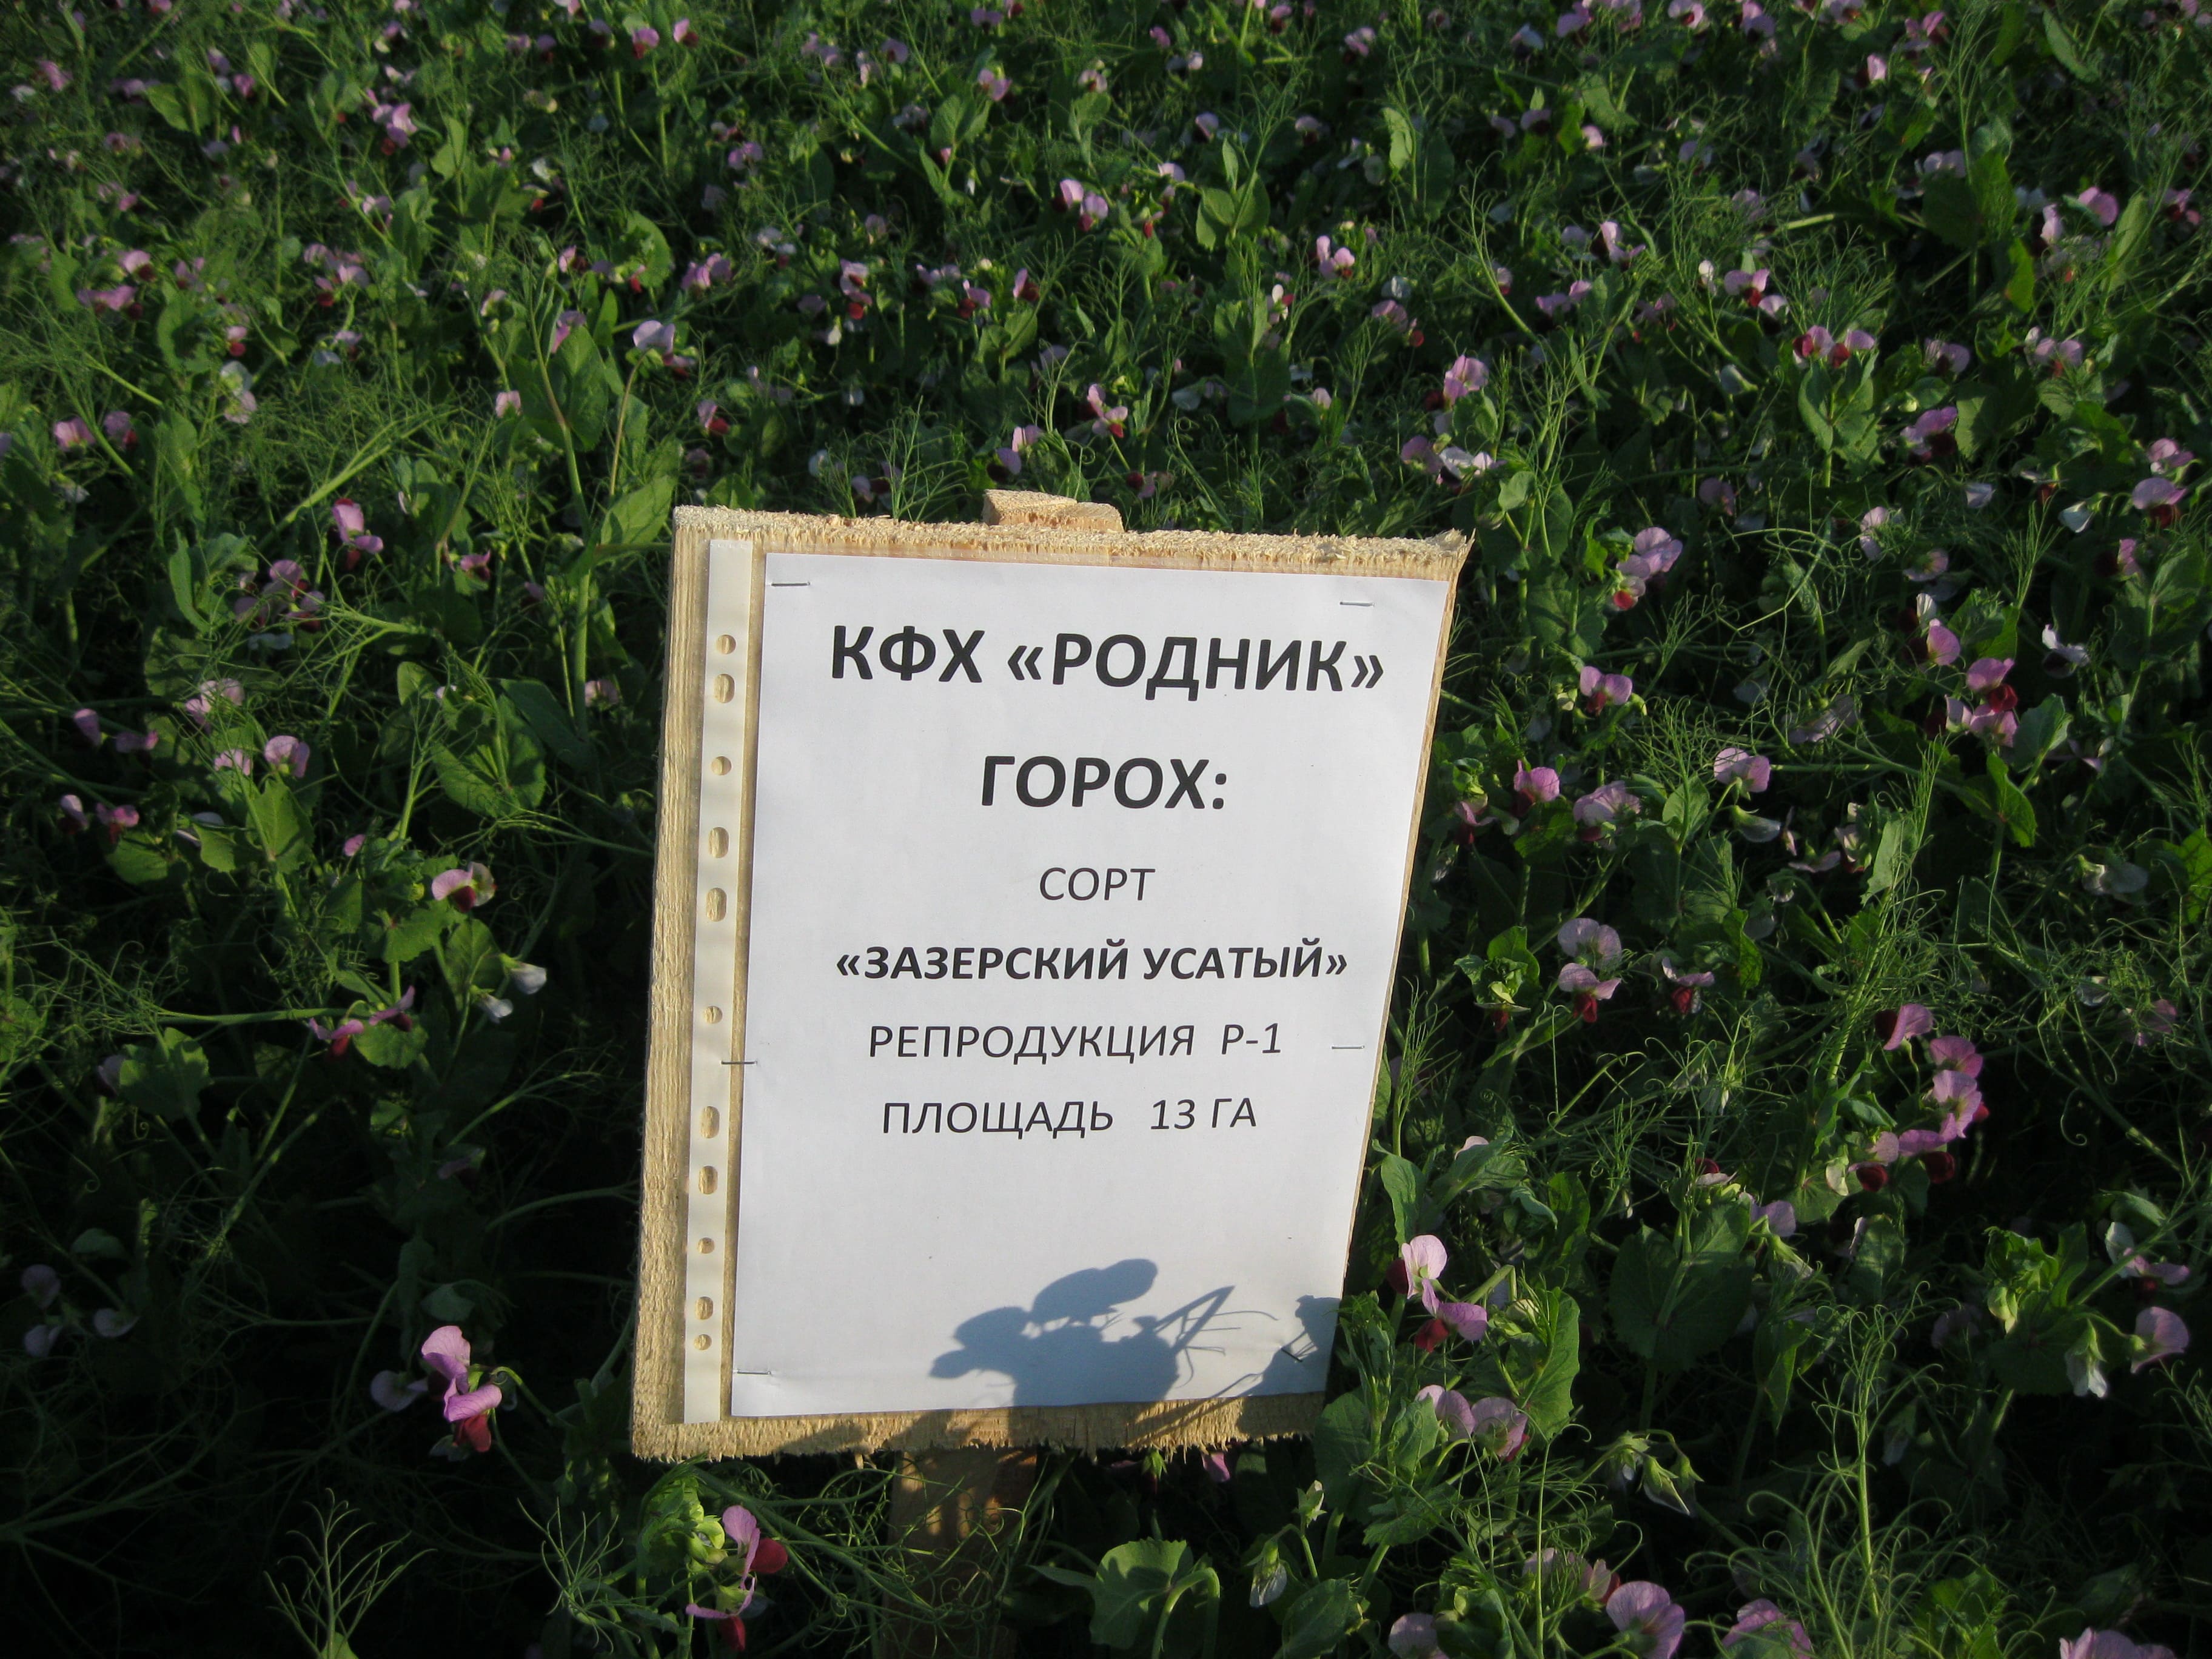 КФХ «РОДНИК»
ГОРОХ:
СОРТ
«ЗАЗЕРСКИЙ УСАТЫЙ»
РЕПРОДУКЦИЯ Р-1
ПЛОЩАДЬ 13 ГА